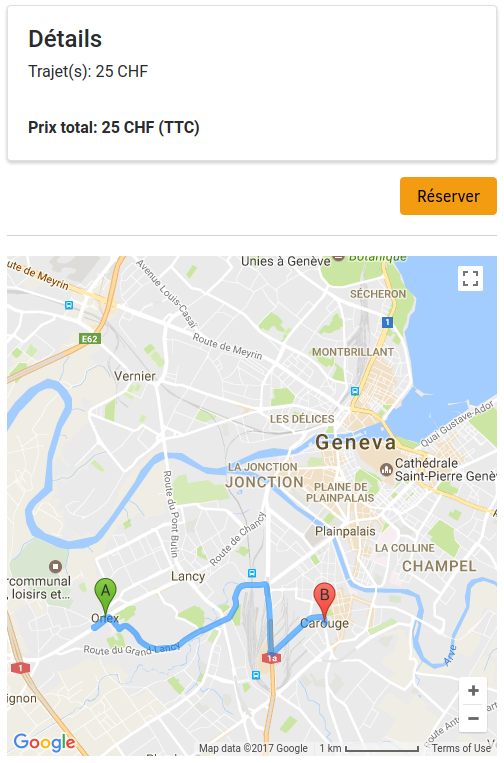 Détails
Trajet(s): 25 CHF
Prix total: 25 CHF (TTC)
Réserver
Unies à Genève
Botanique
ute de Meyrin
Avenue Louis-Casaï
SÉCHERON
1
E62
Route de Meyrin
MONTBRILLANT
Vernier
LES DÉLICES
Quai Gustave-Ador
Geneva
Cathédrale
Saint-Pierre Genèv
LA JONCTION
JONCTION
PLAINE DE
PLAINPALAIS
Route du Pont Butin
Route de Chancy
Plainpalais
LA COLLINE
CHAMPEL
rcommunal
, loisirs et...
Lancy
A
B
Onex
Carouge
Route du Grand Lancy
1
1a
Arve
ignon
Route Anto
Google
Map data ©2017 Google
1 km
Terms of Use